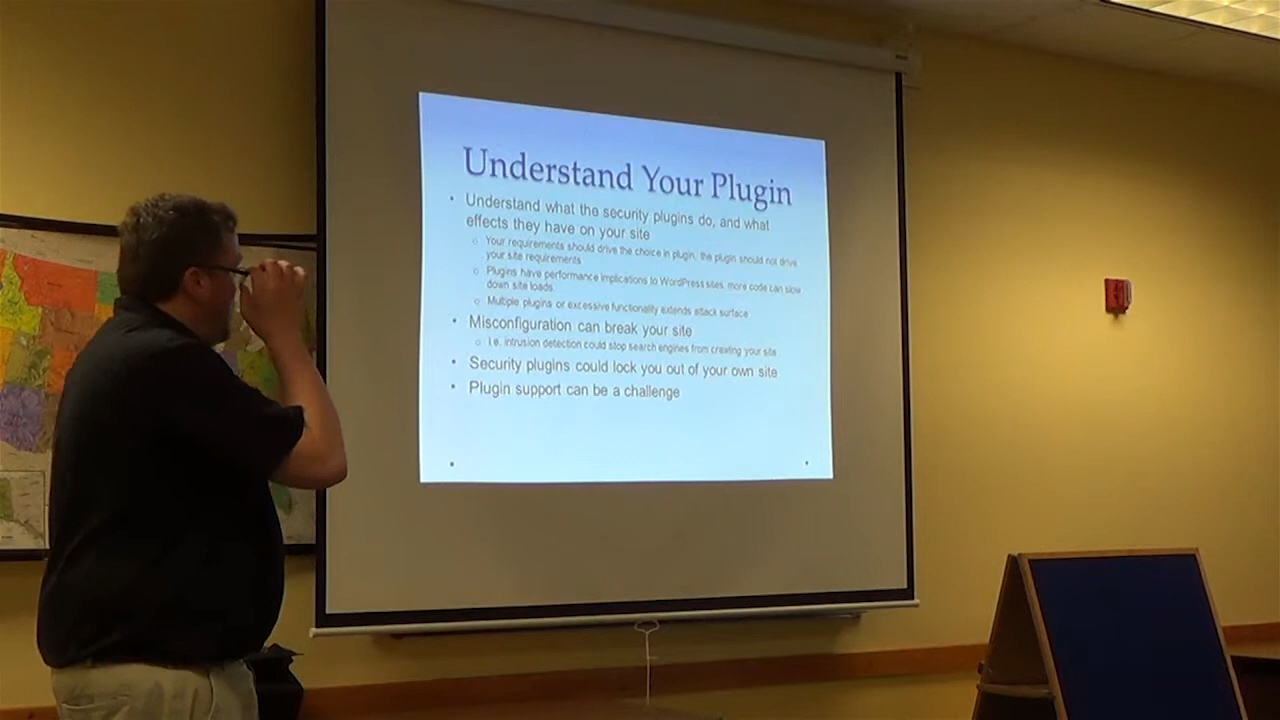 Understand Your Plugin
• Understand what the security plugins do, and what
effects they have on your site
○ Your requirements should drive the choice in plugin, the plugin should not drive
your site requirements
○ Plugins have performance implications to WordPress sites, more code can slow
down site loads
○ Multiple plugins or excessive functionality extends attack surface
• Misconfiguration can break your site
○ i.e. intrusion detection could stop search engines from crawling your site
• Security plugins could lock you out of your own site
• Plugin support can be a challenge